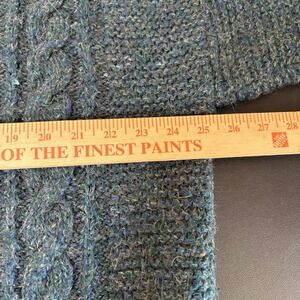 19 20 21 22 23 24 25 26 27 28
OF THE FINEST PAINTS